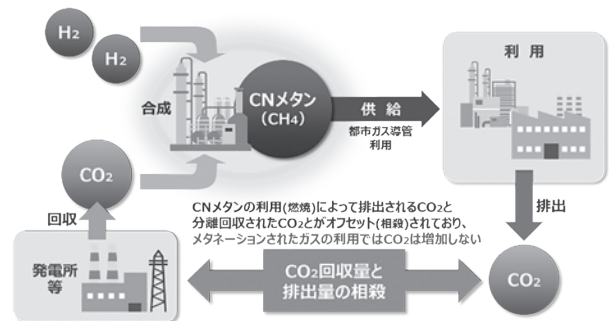 H2
H2
合成
CNメタン
(CH4)
供給
都市ガス導管
利用
利用
CO2
回収
CNメタンの利用(燃焼)によって排出されるCO2と
分離回収されたCO2とがオフセット(相殺)されており、
メタネーションされたガスの利用ではCO2は増加しない
排出
発電所
等
CO2回収量と
排出量の相殺
CO2